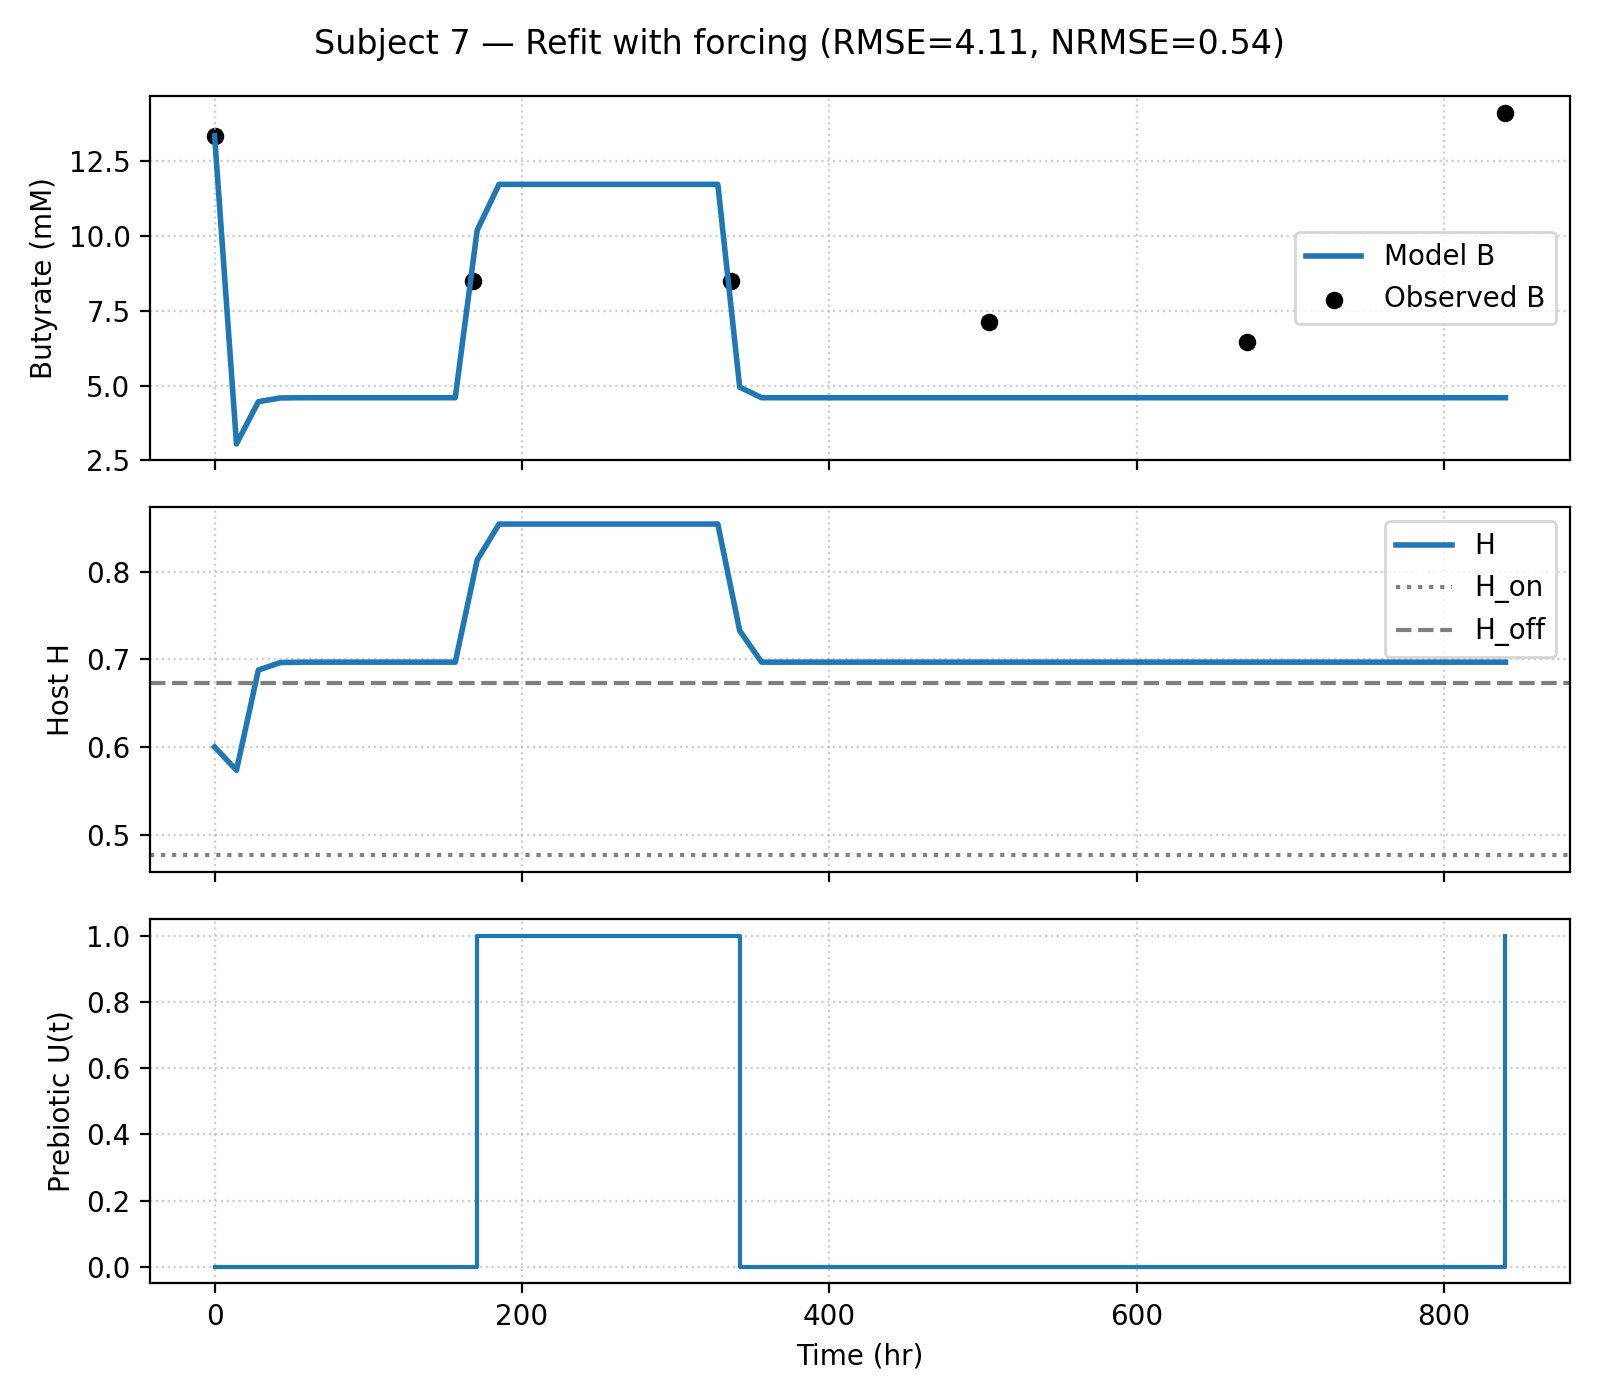 Subject 7 — Refit with forcing (RMSE=4.11, NRMSE=0.54)
Butyrate (mM)
12.5
10.0
7.5
5.0
2.5
Model B
Observed B
Host H
0.8
0.7
0.6
0.5
H
H_on
H_off
Prebiotic U(t)
1.0
0.8
0.6
0.4
0.2
0.0
0 200 400 600 800
Time (hr)